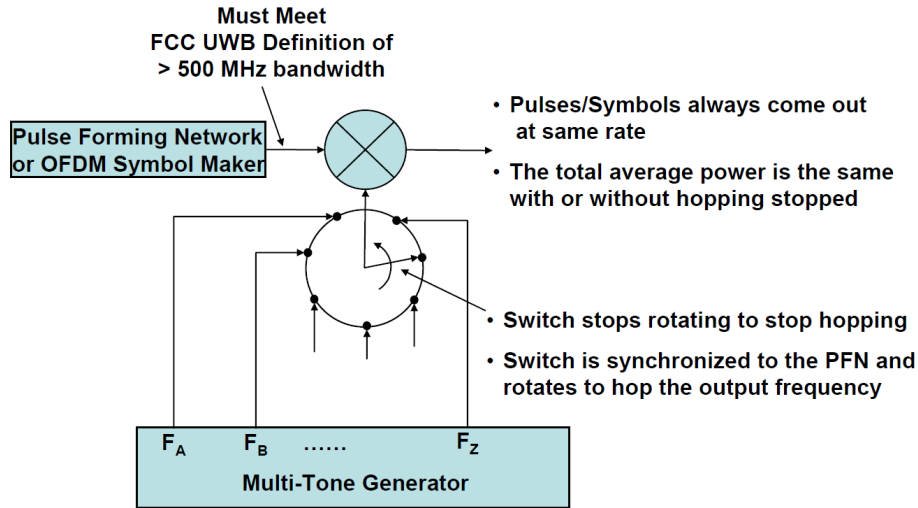 Must Meet
FCC UWB Definition of
> 500 MHz bandwidth
Pulse Forming Network
or OFDM Symbol Maker
• Pulses/Symbols always come out
at same rate
• The total average power is the same
with or without hopping stopped
• Switch stops rotating to stop hopping
• Switch is synchronized to the PFN and
rotates to hop the output frequency
F_A F_B ...... F_Z
Multi-Tone Generator